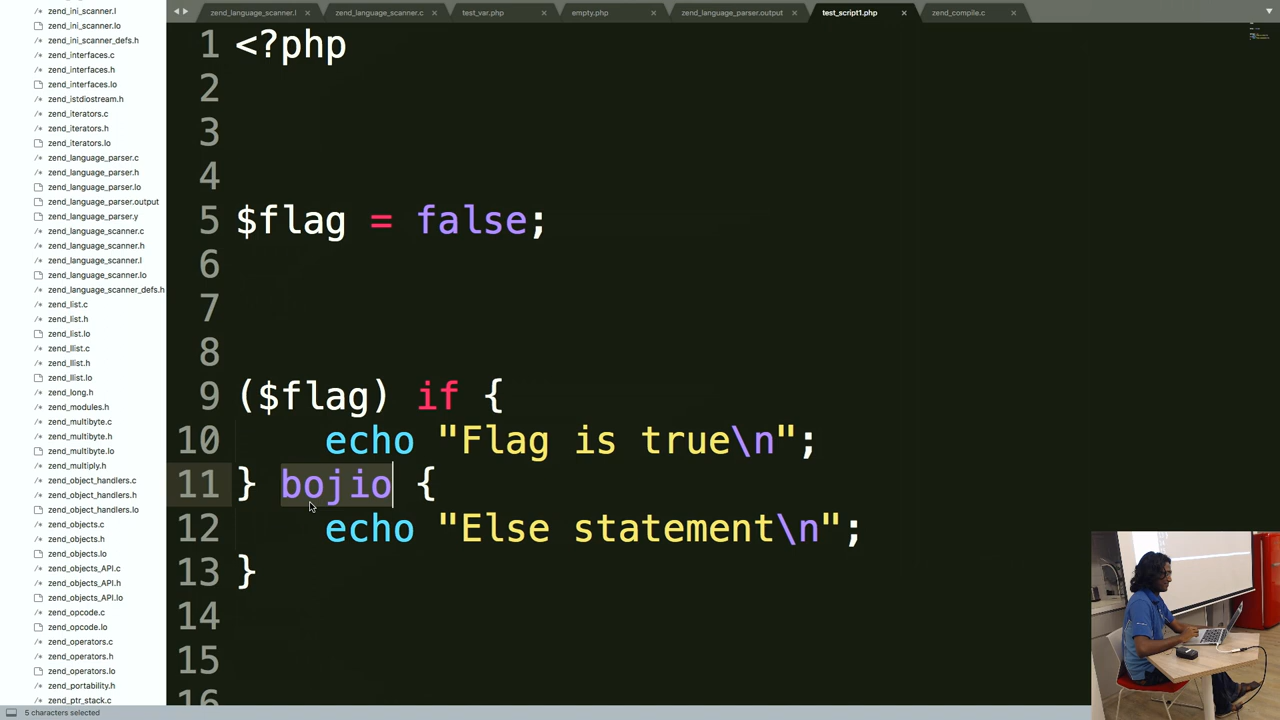 zend_ini_scanner.l
zend_ini_scanner.lo
zend_ini_scanner_defs.h
zend_interfaces.c
zend_interfaces.h
zend_interfaces.lo
zend_istdiostream.h
zend_iterators.c
zend_iterators.h
zend_iterators.lo
zend_language_parser.c
zend_language_parser.h
zend_language_parser.lo
zend_language_parser.output
zend_language_parser.y
zend_language_scanner.c
zend_language_scanner.h
zend_language_scanner.l
zend_language_scanner.lo
zend_language_scanner_defs.h
zend_list.c
zend_list.h
zend_list.lo
zend_llist.c
zend_llist.h
zend_llist.lo
zend_long.h
zend_modules.h
zend_multibyte.c
zend_multibyte.h
zend_multibyte.lo
zend_multiply.h
zend_object_handlers.c
zend_object_handlers.h
zend_object_handlers.lo
zend_objects.c
zend_objects.h
zend_objects.lo
zend_objects_API.c
zend_objects_API.h
zend_objects_API.lo
zend_opcode.c
zend_opcode.lo
zend_operators.c
zend_operators.h
zend_operators.lo
zend_portability.h
zend_ptr_stack.c
5 characters selected
zend_language_scanner.l
zend_language_scanner.c
test_var.php
empty.php
zend_language_parser.output
test_script1.php
zend_compile.c
1 <?php
2
3
4
5 $flag = false;
6
7
8
9 ($flag) if {
10 echo "Flag is true\n";
11 } bojio {
12 echo "Else statement\n";
13 }
14
15
16